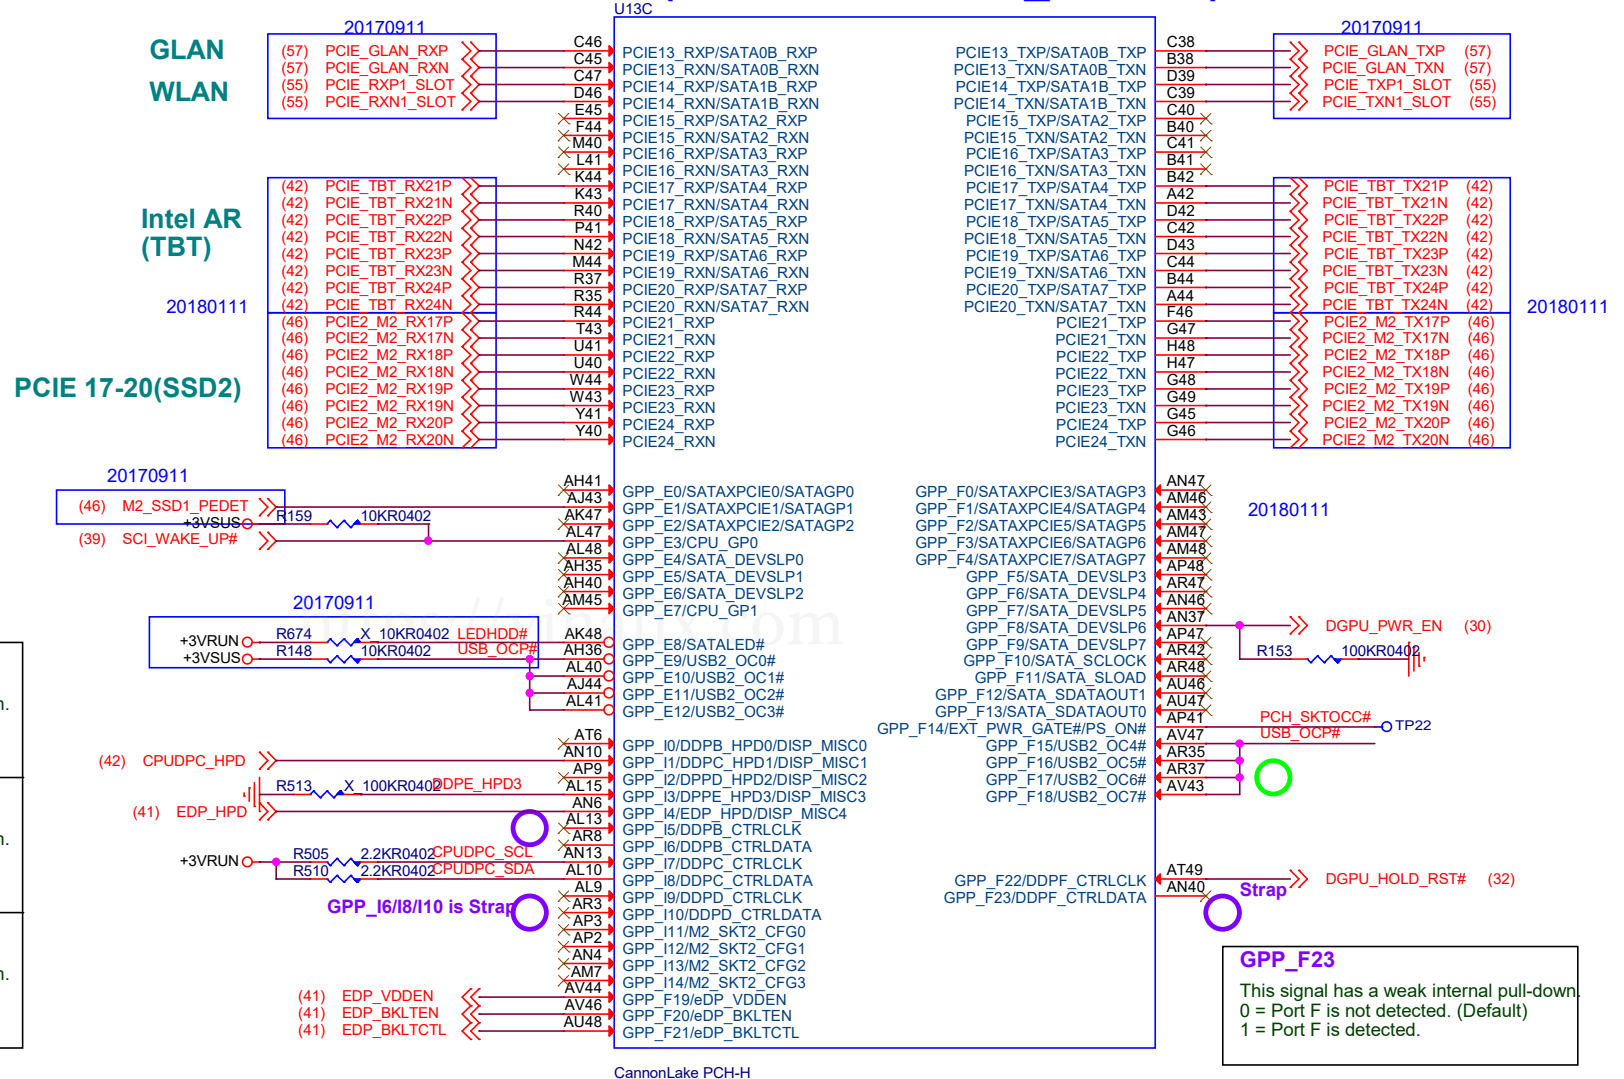 U13C
20170911
GLAN
WLAN
(57) PCIE_GLAN_RXP
(57) PCIE_GLAN_RXN
(55) PCIE_RXP1_SLOT
(55) PCIE_RXN1_SLOT
Intel AR
(TBT)
(42) PCIE_TBT_RX21P
(42) PCIE_TBT_RX21N
(42) PCIE_TBT_RX22P
(42) PCIE_TBT_RX22N
(42) PCIE_TBT_RX23P
(42) PCIE_TBT_RX23N
(42) PCIE_TBT_RX24P
(42) PCIE_TBT_RX24N
20180111
PCIE 17-20(SSD2)
(46) PCIE2_M2_RX17P
(46) PCIE2_M2_RX17N
(46) PCIE2_M2_RX18P
(46) PCIE2_M2_RX18N
(46) PCIE2_M2_RX19P
(46) PCIE2_M2_RX19N
(46) PCIE2_M2_RX20P
(46) PCIE2_M2_RX20N
20170911
(46) M2_SSD1_PEDET
+3VSUS R159 10KR0402
(39) SCI_WAKE_UP#
20170911
+3VRUN R674 X_10KR0402 LEDHDD#
+3VSUS R148 10KR0402 USB_OCP#
(42) CPUDPC_HPD
R513 X_100KR0402 DDPE_HPD3
(41) EDP_HPD
+3VRUN R505 2.2KR0402 CPUDPC_SCL
R510 2.2KR0402 CPUDPC_SDA
GPP_I6/I8/I10 is Strap
(41) EDP_VDDEN
(41) EDP_BKLTEN
(41) EDP_BKLTCTL
n.
n.
n.
C46 PCIE13_RXP/SATA0B_RXP
C45 PCIE13_RXN/SATA0B_RXN
C47 PCIE14_RXP/SATA1B_RXP
D46 PCIE14_RXN/SATA1B_RXN
E45 PCIE15_RXP/SATA2_RXP
F44 PCIE15_RXN/SATA2_RXN
M40 PCIE16_RXP/SATA3_RXP
L41 PCIE16_RXN/SATA3_RXN
K44 PCIE17_RXP/SATA4_RXP
K43 PCIE17_RXN/SATA4_RXN
R40 PCIE18_RXP/SATA5_RXP
P41 PCIE18_RXN/SATA5_RXN
N42 PCIE19_RXP/SATA6_RXP
M44 PCIE19_RXN/SATA6_RXN
R37 PCIE20_RXP/SATA7_RXP
R35 PCIE20_RXN/SATA7_RXN
R44 PCIE21_RXP
T43 PCIE21_RXN
U41 PCIE22_RXP
U40 PCIE22_RXN
W44 PCIE23_RXP
W43 PCIE23_RXN
Y41 PCIE24_RXP
Y40 PCIE24_RXN
AH41 GPP_E0/SATAXPCIE0/SATAGP0
AJ43 GPP_E1/SATAXPCIE1/SATAGP1
AK47 GPP_E2/SATAXPCIE2/SATAGP2
AL47 GPP_E3/CPU_GP0
AL48 GPP_E4/SATA_DEVSLP0
AH35 GPP_E5/SATA_DEVSLP1
AH40 GPP_E6/SATA_DEVSLP2
AM45 GPP_E7/CPU_GP1
AK48 GPP_E8/SATALED#
AH36 GPP_E9/USB2_OC0#
AL40 GPP_E10/USB2_OC1#
AJ44 GPP_E11/USB2_OC2#
AL41 GPP_E12/USB2_OC3#
AT6 GPP_I0/DDPB_HPD0/DISP_MISC0
AN10 GPP_I1/DDPC_HPD1/DISP_MISC1
AP9 GPP_I2/DPPD_HPD2/DISP_MISC2
AL15 GPP_I3/DPPE_HPD3/DISP_MISC3
AN6 GPP_I4/EDP_HPD/DISP_MISC4
AL13 GPP_I5/DDPB_CTRLCLK
AR8 GPP_I6/DDPB_CTRLDATA
AN13 GPP_I7/DDPC_CTRLCLK
AL10 GPP_I8/DDPC_CTRLDATA
AL9 GPP_I9/DDPD_CTRLCLK
AR3 GPP_I10/DDPD_CTRLDATA
AP3 GPP_I11/M2_SKT2_CFG0
AP2 GPP_I12/M2_SKT2_CFG1
AN4 GPP_I13/M2_SKT2_CFG2
AM7 GPP_I14/M2_SKT2_CFG3
AV44 GPP_F19/eDP_VDDEN
AV46 GPP_F20/eDP_BKLTEN
AU48 GPP_F21/eDP_BKLTCTL
PCIE13_TXP/SATA0B_TXP C38
PCIE13_TXN/SATA0B_TXN B38
PCIE14_TXP/SATA1B_TXP D39
PCIE14_TXN/SATA1B_TXN C39
PCIE15_TXP/SATA2_TXP C40
PCIE15_TXN/SATA2_TXN B40
PCIE16_TXP/SATA3_TXP C41
PCIE16_TXN/SATA3_TXN B41
PCIE17_TXP/SATA4_TXP B42
PCIE17_TXN/SATA4_TXN A42
PCIE18_TXP/SATA5_TXP D42
PCIE18_TXN/SATA5_TXN C42
PCIE19_TXP/SATA6_TXP D43
PCIE19_TXN/SATA6_TXN C44
PCIE20_TXP/SATA7_TXP B44
PCIE20_TXN/SATA7_TXN A44
PCIE21_TXP F46
PCIE21_TXN G47
PCIE22_TXP H48
PCIE22_TXN H47
PCIE23_TXP G48
PCIE23_TXN G49
PCIE24_TXP G45
PCIE24_TXN G46
GPP_F0/SATAXPCIE3/SATAGP3 AN47
GPP_F1/SATAXPCIE4/SATAGP4 AM46
GPP_F2/SATAXPCIE5/SATAGP5 AM43
GPP_F3/SATAXPCIE6/SATAGP6 AM47
GPP_F4/SATAXPCIE7/SATAGP7 AM48
GPP_F5/SATA_DEVSLP3 AP48
GPP_F6/SATA_DEVSLP4 AR47
GPP_F7/SATA_DEVSLP5 AN46
GPP_F8/SATA_DEVSLP6 AN37
GPP_F9/SATA_DEVSLP7 AP47
GPP_F10/SATA_SCLOCK AR42
GPP_F11/SATA_SLOAD AR48
GPP_F12/SATA_SDATAOUT1 AU46
GPP_F13/SATA_SDATAOUT0 AU47
GPP_F14/EXT_PWR_GATE#/PS_ON# AP41
GPP_F15/USB2_OC4# AV47
GPP_F16/USB2_OC5# AR35
GPP_F17/USB2_OC6# AR37
GPP_F18/USB2_OC7# AV43
GPP_F22/DDPF_CTRLCLK AT49
GPP_F23/DDPF_CTRLDATA AN40
20170911
PCIE_GLAN_TXP (57)
PCIE_GLAN_TXN (57)
PCIE_TXP1_SLOT (55)
PCIE_TXN1_SLOT (55)
PCIE_TBT_TX21P (42)
PCIE_TBT_TX21N (42)
PCIE_TBT_TX22P (42)
PCIE_TBT_TX22N (42)
PCIE_TBT_TX23P (42)
PCIE_TBT_TX23N (42)
PCIE_TBT_TX24P (42)
PCIE_TBT_TX24N (42)
20180111
PCIE2_M2_TX17P (46)
PCIE2_M2_TX17N (46)
PCIE2_M2_TX18P (46)
PCIE2_M2_TX18N (46)
PCIE2_M2_TX19P (46)
PCIE2_M2_TX19N (46)
PCIE2_M2_TX20P (46)
PCIE2_M2_TX20N (46)
20180111
DGPU_PWR_EN (30)
R153 100KR0402
PCH_SKTOCC# TP22
USB_OCP#
DGPU_HOLD_RST# (32)
Strap
GPP_F23
This signal has a weak internal pull-down.
0 = Port F is not detected. (Default)
1 = Port F is detected.
CannonLake PCH-H